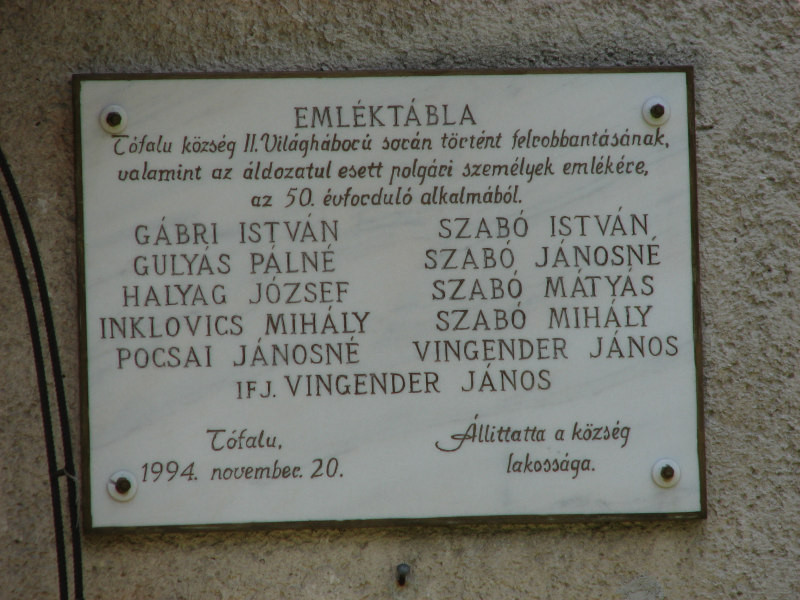 EMLÉKTÁBLA
Tófalu község II. Világháború során történt felrobbantásának,
valamint az áldozatul esett polgári személyek emlékére,
az 50. évforduló alkalmából.
GÁBRI ISTVÁN
GULYÁS PÁLNÉ
HALYAG JÓZSEF
INKLOVICS MIHÁLY
POCSAI JÁNOSNÉ
SZABÓ ISTVÁN
SZABÓ JÁNOSNÉ
SZABÓ MÁTYÁS
SZABÓ MIHÁLY
VINGENDER JÁNOS
IFJ. VINGENDER JÁNOS
Tófalu,
1994. november. 20.
Állittatta a község
lakossága.